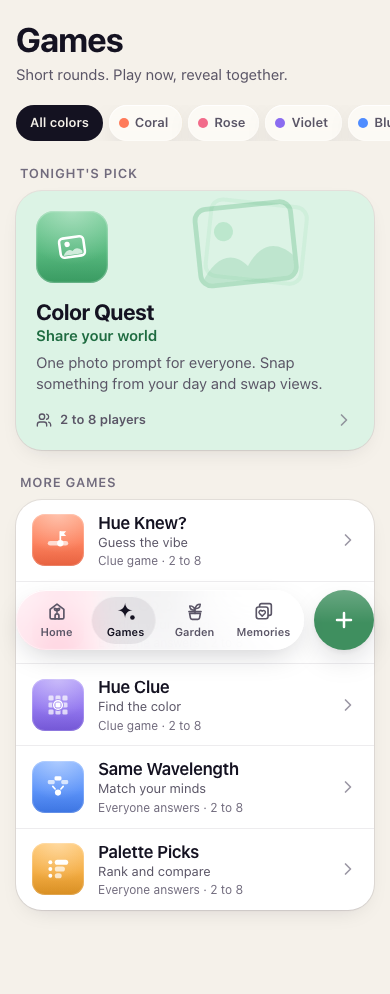 Games
Short rounds. Play now, reveal together.
All colors
Coral
Rose
Violet
TONIGHT'S PICK
Color Quest
Share your world
One photo prompt for everyone. Snap
something from your day and swap views.
2 to 8 players
MORE GAMES
Hue Knew?
Guess the vibe
Clue game · 2 to 8
Home
Games
Garden
Memories
Hue Clue
Find the color
Clue game · 2 to 8
Same Wavelength
Match your minds
Everyone answers · 2 to 8
Palette Picks
Rank and compare
Everyone answers · 2 to 8